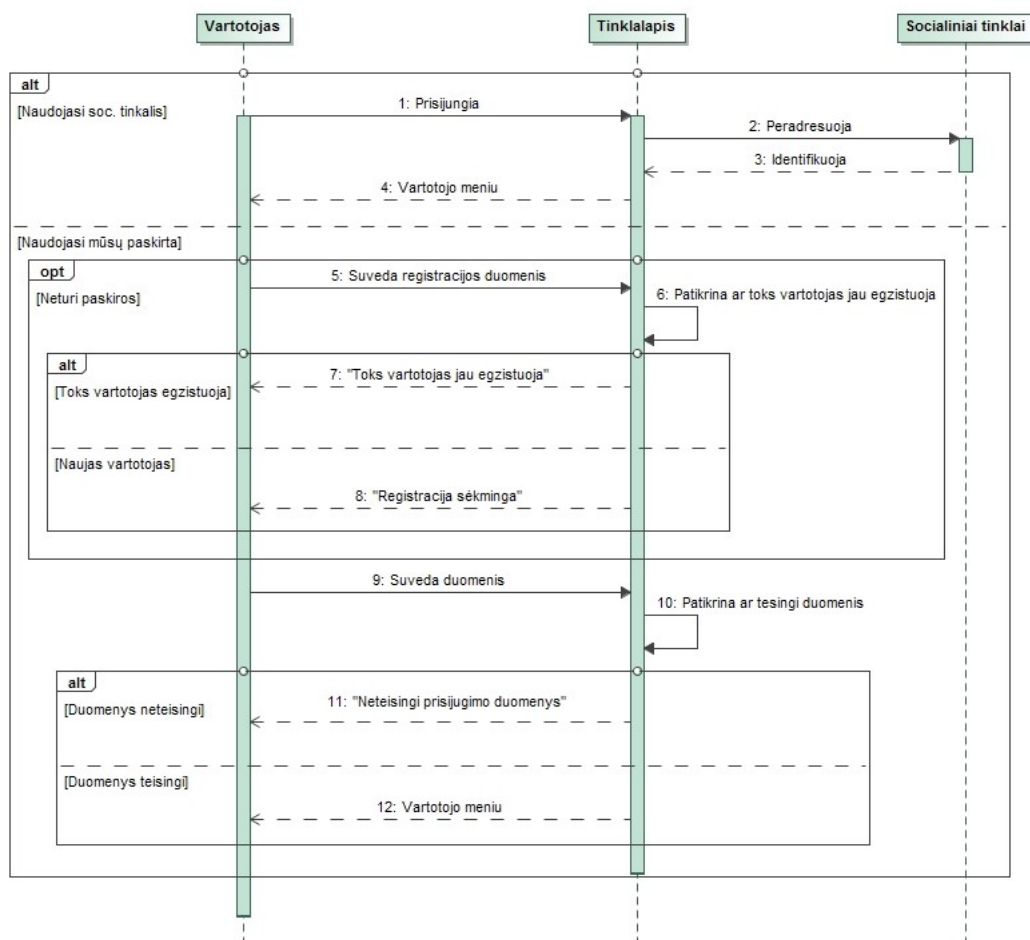 Vartotojas
Tinklalapis
Socialiniai tinklai
alt
[Naudojasi soc. tinkalis]
1: Prisijungia
2: Peradresuoja
3: Identifikuoja
4: Vartotojo meniu
[Naudojasi mūsų paskirta]
opt
[Neturi paskiros]
5: Suveda registracijos duomenis
6: Patikrina ar toks vartotojas jau egzistuoja
alt
7: "Toks vartotojas jau egzistuoja"
[Toks vartotojas egzistuoja]
[Naujas vartotojas]
8: "Registracija sėkminga"
9: Suveda duomenis
10: Patikrina ar tesingi duomenis
alt
[Duomenys neteisingi]
11: "Neteisingi prisijugimo duomenys"
[Duomenys teisingi]
12: Vartotojo meniu